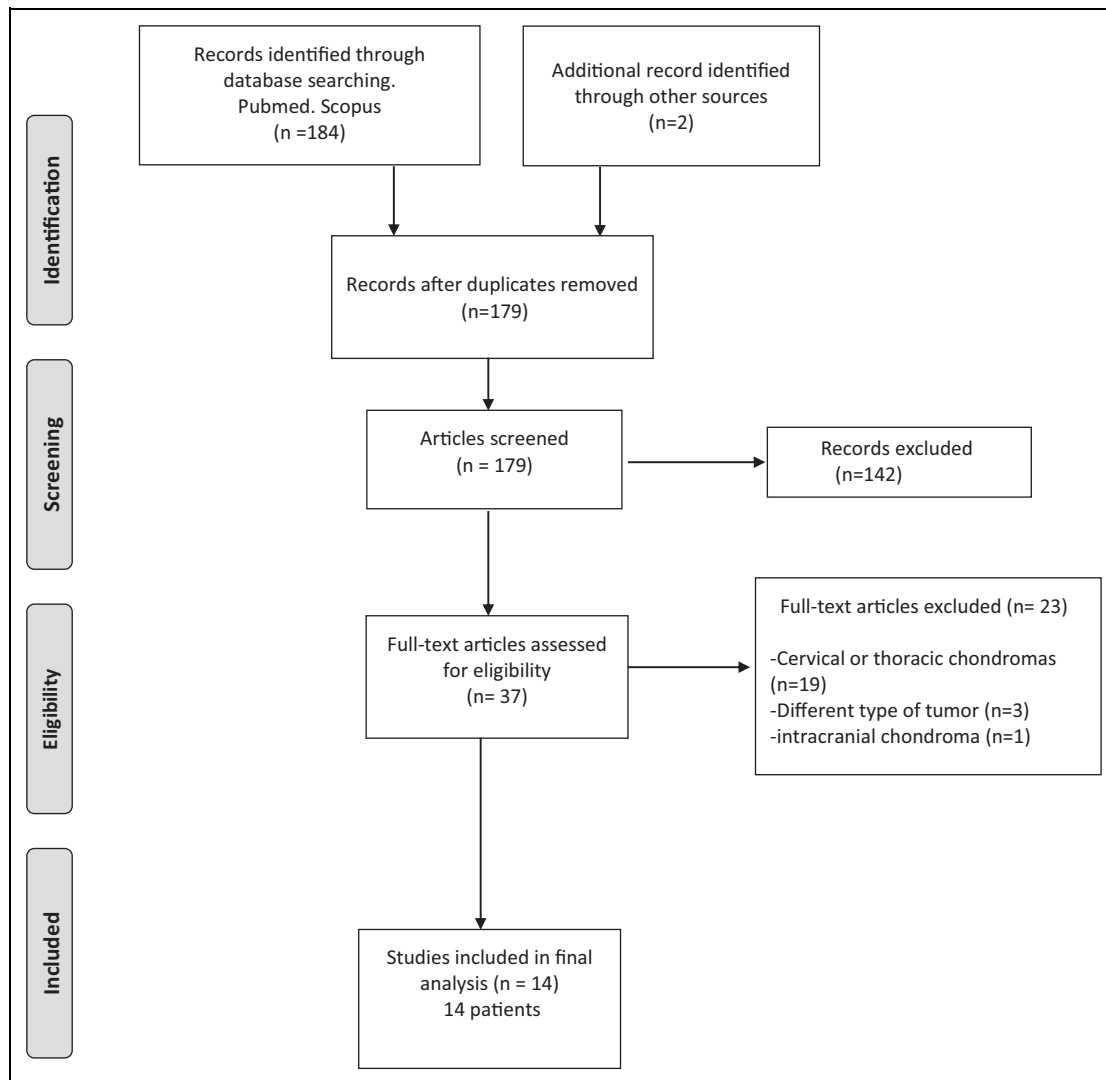 Records identified through
database searching.
Pubmed. Scopus
(n =184)
Additional record identified
through other sources
(n=2)
Identification
Records after duplicates removed
(n=179)
Screening
Articles screened
(n = 179)
Records excluded
(n=142)
Eligibility
Full-text articles assessed
for eligibility
(n= 37)
Full-text articles excluded (n= 23)
-Cervical or thoracic chondromas
(n=19)
-Different type of tumor (n=3)
-intracranial chondroma (n=1)
Included
Studies included in final
analysis (n = 14)
14 patients